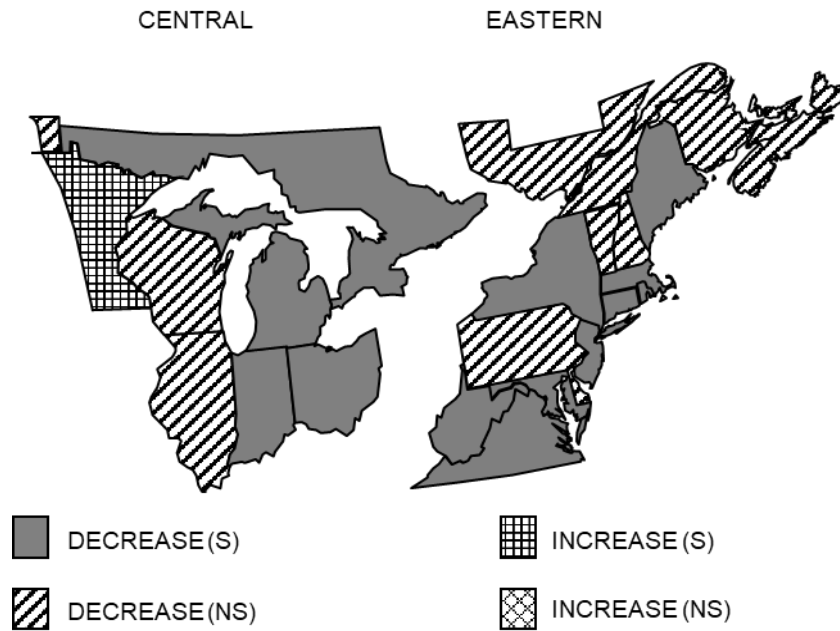 CENTRAL EASTERN
DECREASE (S) INCREASE (S)
DECREASE (NS) INCREASE (NS)